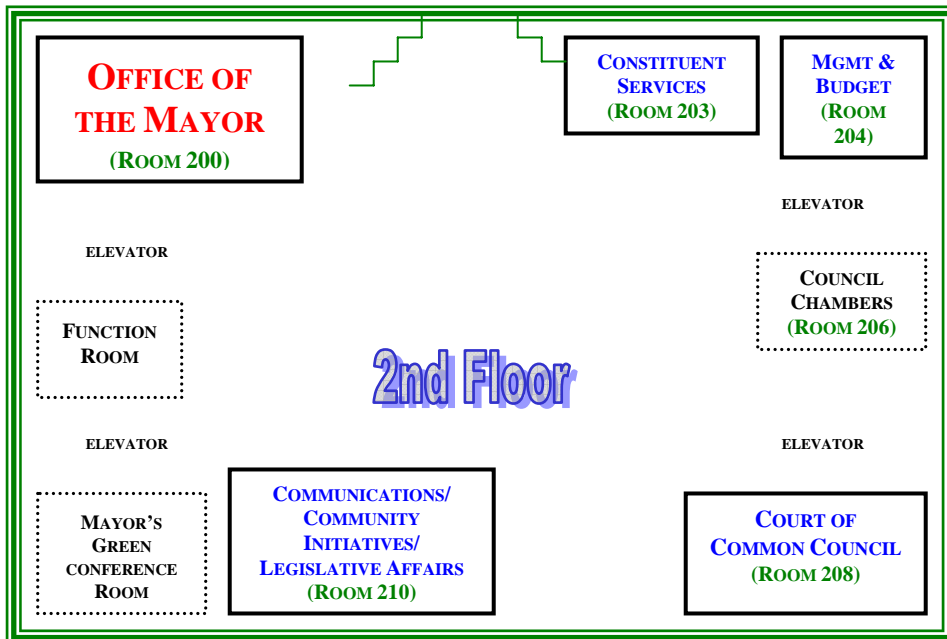 OFFICE OF
THE MAYOR
(ROOM 200)
CONSTITUENT
SERVICES
(ROOM 203)
MGMT &
BUDGET
(ROOM
204)
ELEVATOR
ELEVATOR
COUNCIL
CHAMBERS
(ROOM 206)
FUNCTION
ROOM
2nd Floor
ELEVATOR
ELEVATOR
MAYOR'S
GREEN
CONFERENCE
ROOM
COMMUNICATIONS/
COMMUNITY
INITIATIVES/
LEGISLATIVE AFFAIRS
(ROOM 210)
COURT OF
COMMON COUNCIL
(ROOM 208)